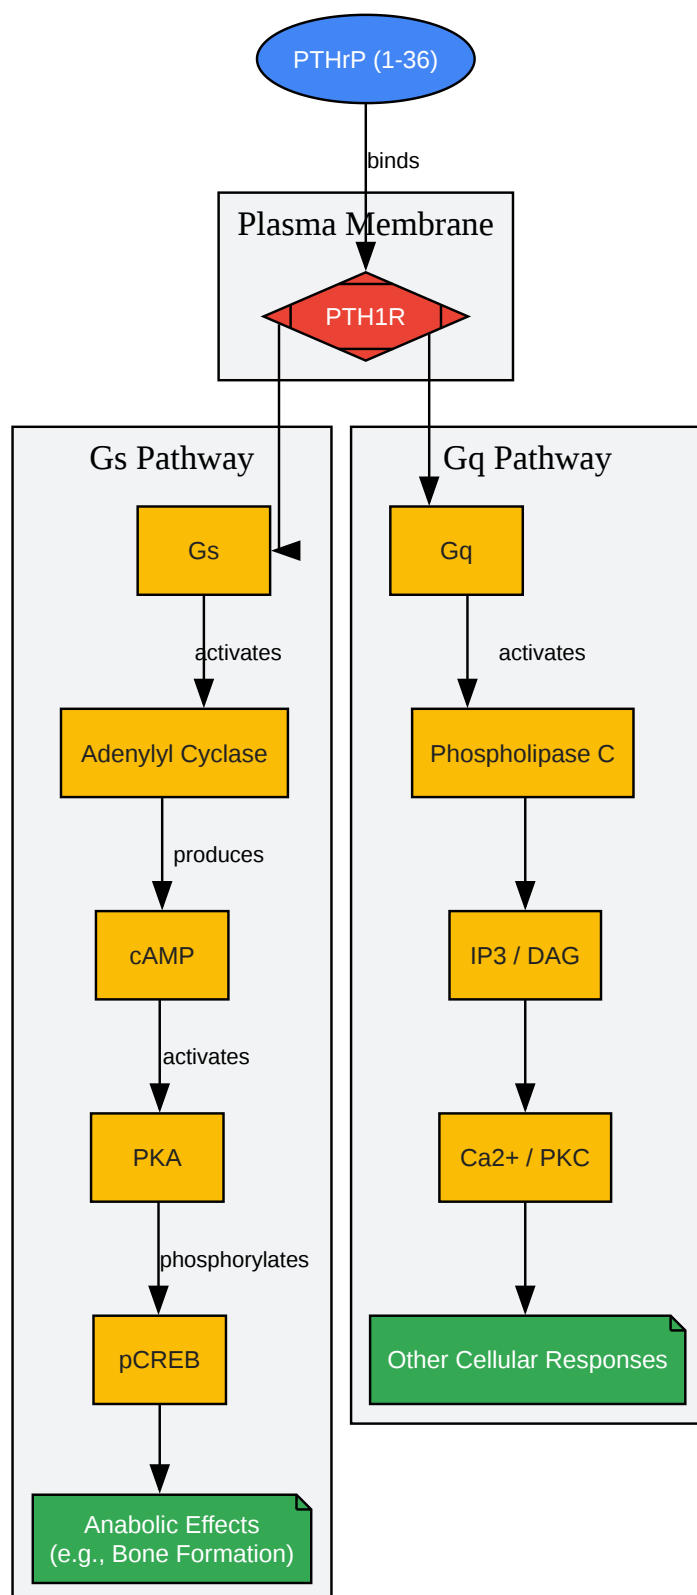 PTHrP (1-36)
binds
Plasma Membrane
PTH1R
Gs Pathway
Gs
activates
Adenylyl Cyclase
produces
cAMP
activates
PKA
phosphorylates
pCREB
Anabolic Effects
(e.g., Bone Formation)
Gq Pathway
Gq
activates
Phospholipase C
IP3 / DAG
Ca2+ / PKC
Other Cellular Responses